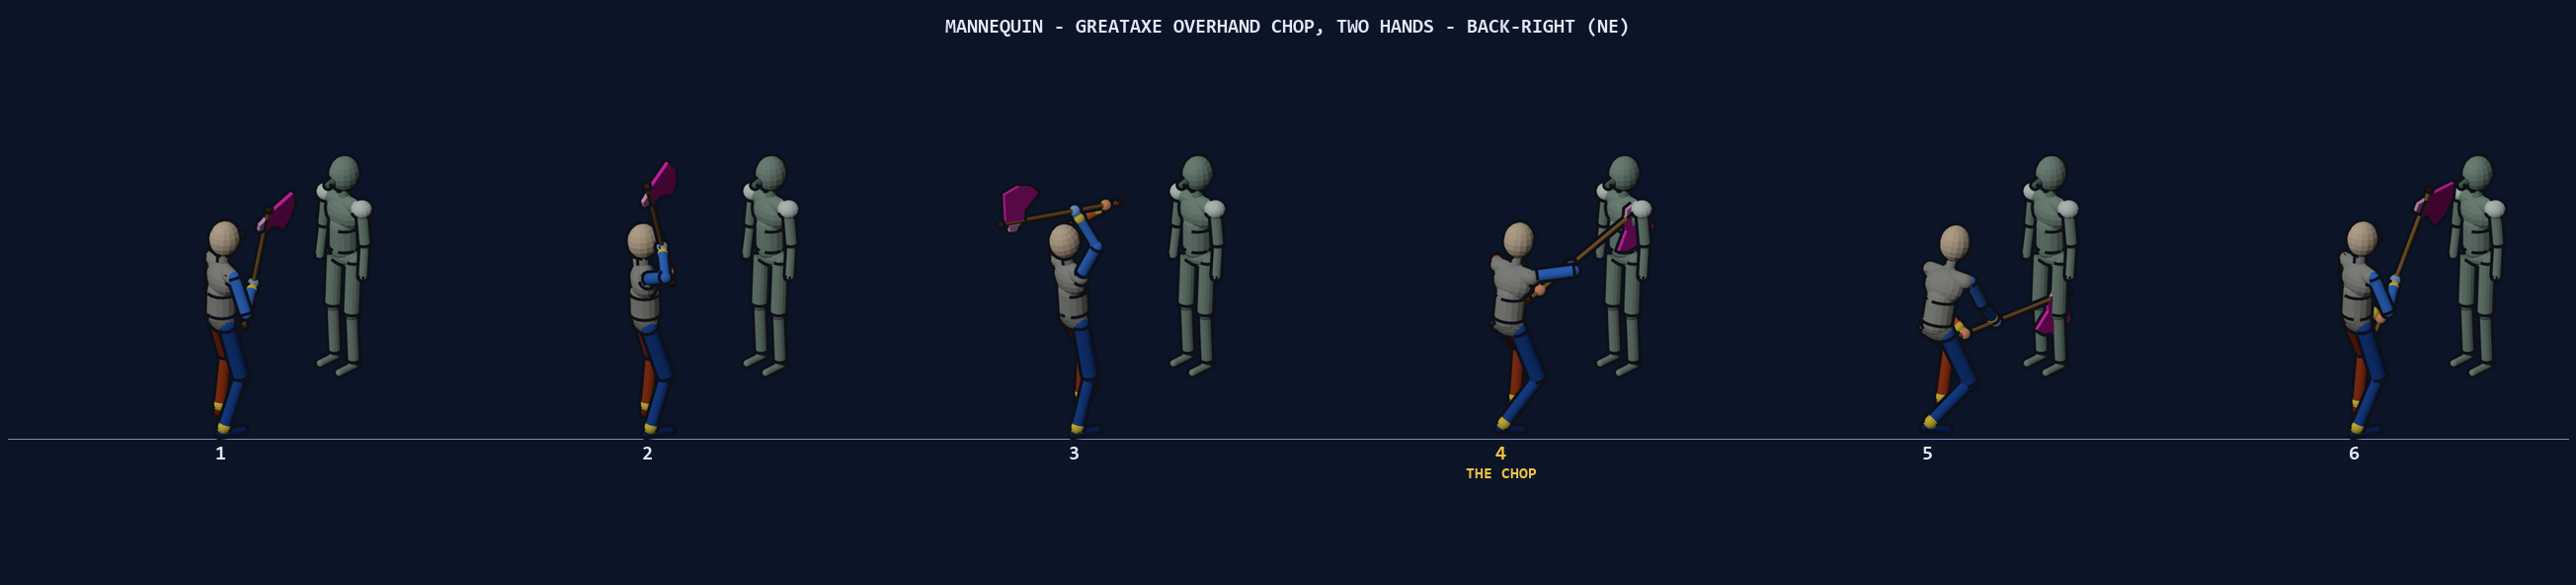 MANNEQUIN - GREATAXE OVERHAND CHOP, TWO HANDS - BACK-RIGHT (NE)
1 2 3 4 5 6
THE CHOP